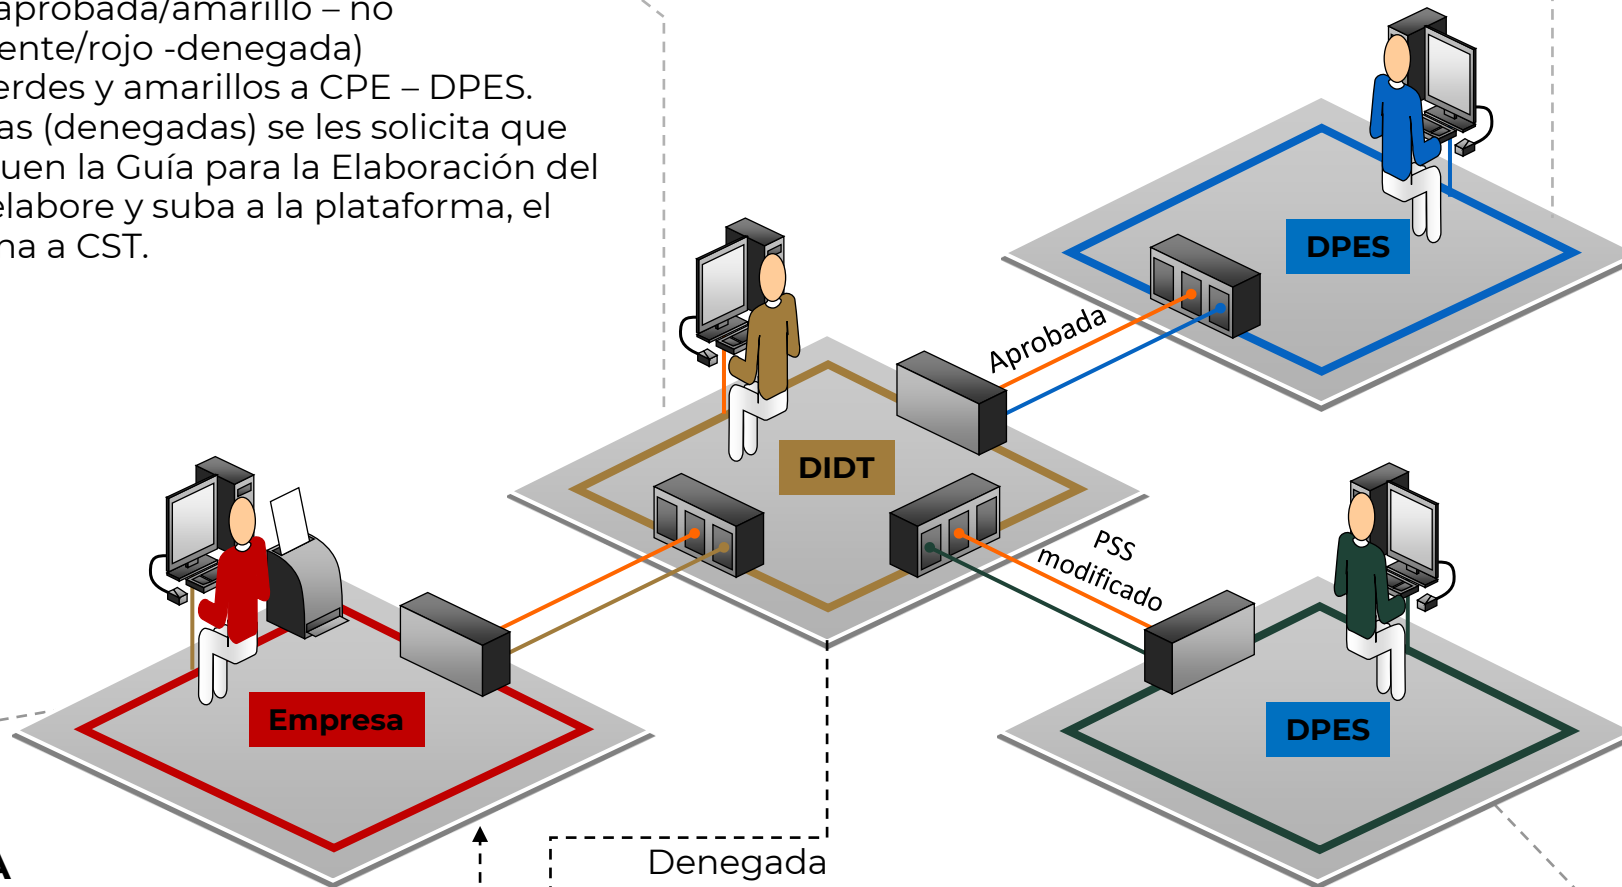 aprobada/amarillo – no
ente/rojo -denegada)
erdes y amarillos a CPE – DPES.
as (denegadas) se les solicita que
uen la Guía para la Elaboración del
elabore y suba a la plataforma, el
na a CST.
DPES
Aprobada
DIDT
PSS
modificado
Empresa
DPES
Denegada
A